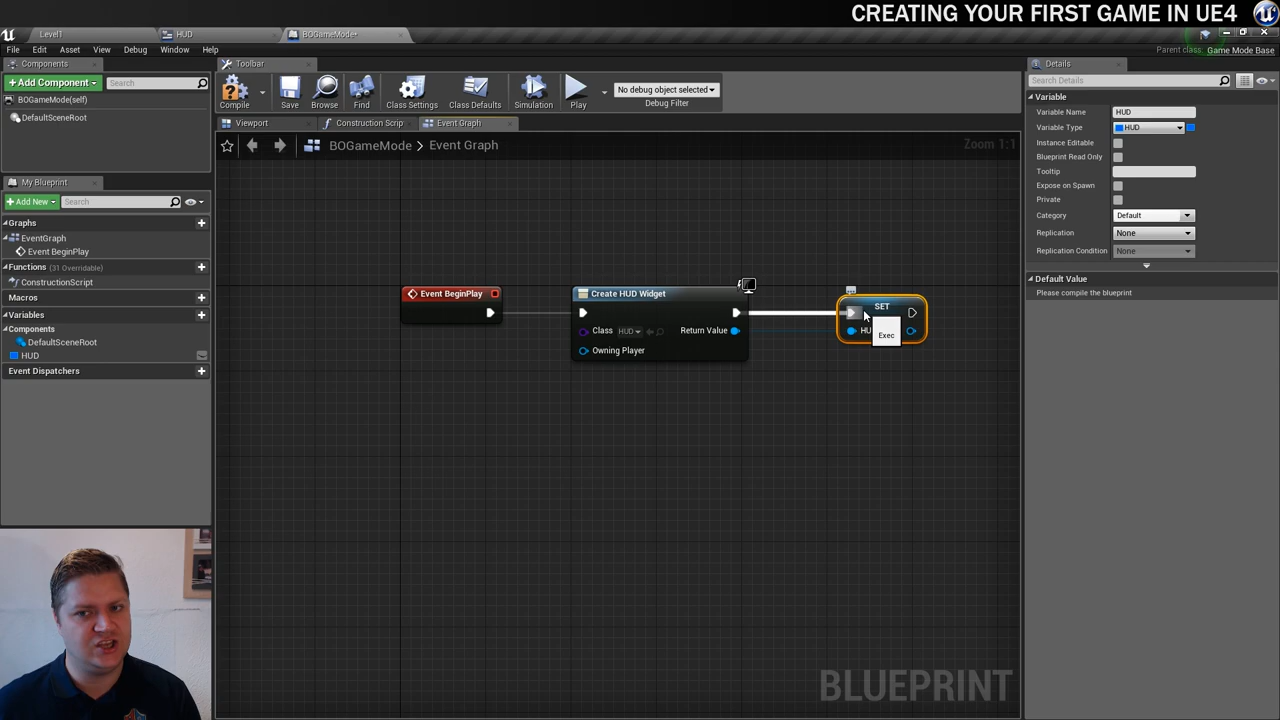 CREATING YOUR FIRST GAME IN UE4
Level1
HUD
BOGameMode*
File
Edit
Asset
View
Debug
Window
Help
Parent class: Game Mode Base
Components
Toolbar
Details
+Add Component
Search
BOGameMode(self)
DefaultSceneRoot
Compile
Save
Browse
Find
Class Settings
Class Defaults
Simulation
Play
No debug object selected
Debug Filter
Search Details
Variable
Variable Name
HUD
Variable Type
HUD
Instance Editable
Blueprint Read Only
Tooltip
Expose on Spawn
Private
Category
Default
Replication
None
Replication Condition
None
Default Value
Please compile the blueprint
Viewport
Construction Scrip
Event Graph
BOGameMode > Event Graph
Zoom 1:1
My Blueprint
+Add New
Search
Graphs
EventGraph
Event BeginPlay
Functions (31 Overridable)
ConstructionScript
Macros
Variables
Components
DefaultSceneRoot
HUD
Event Dispatchers
Event BeginPlay
Create HUD Widget
Class
HUD
Return Value
Owning Player
SET
HU
Exec
BLUEPRINT